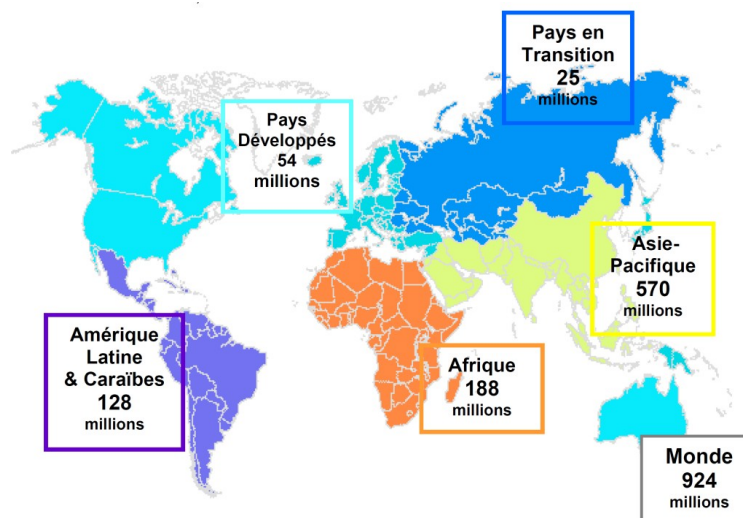 Pays en
Transition
25
millions
Pays
Développés
54
millions
Asie-
Pacifique
570
millions
Amérique
Latine
& Caraïbes
128
millions
Afrique
188
millions
Monde
924
millions